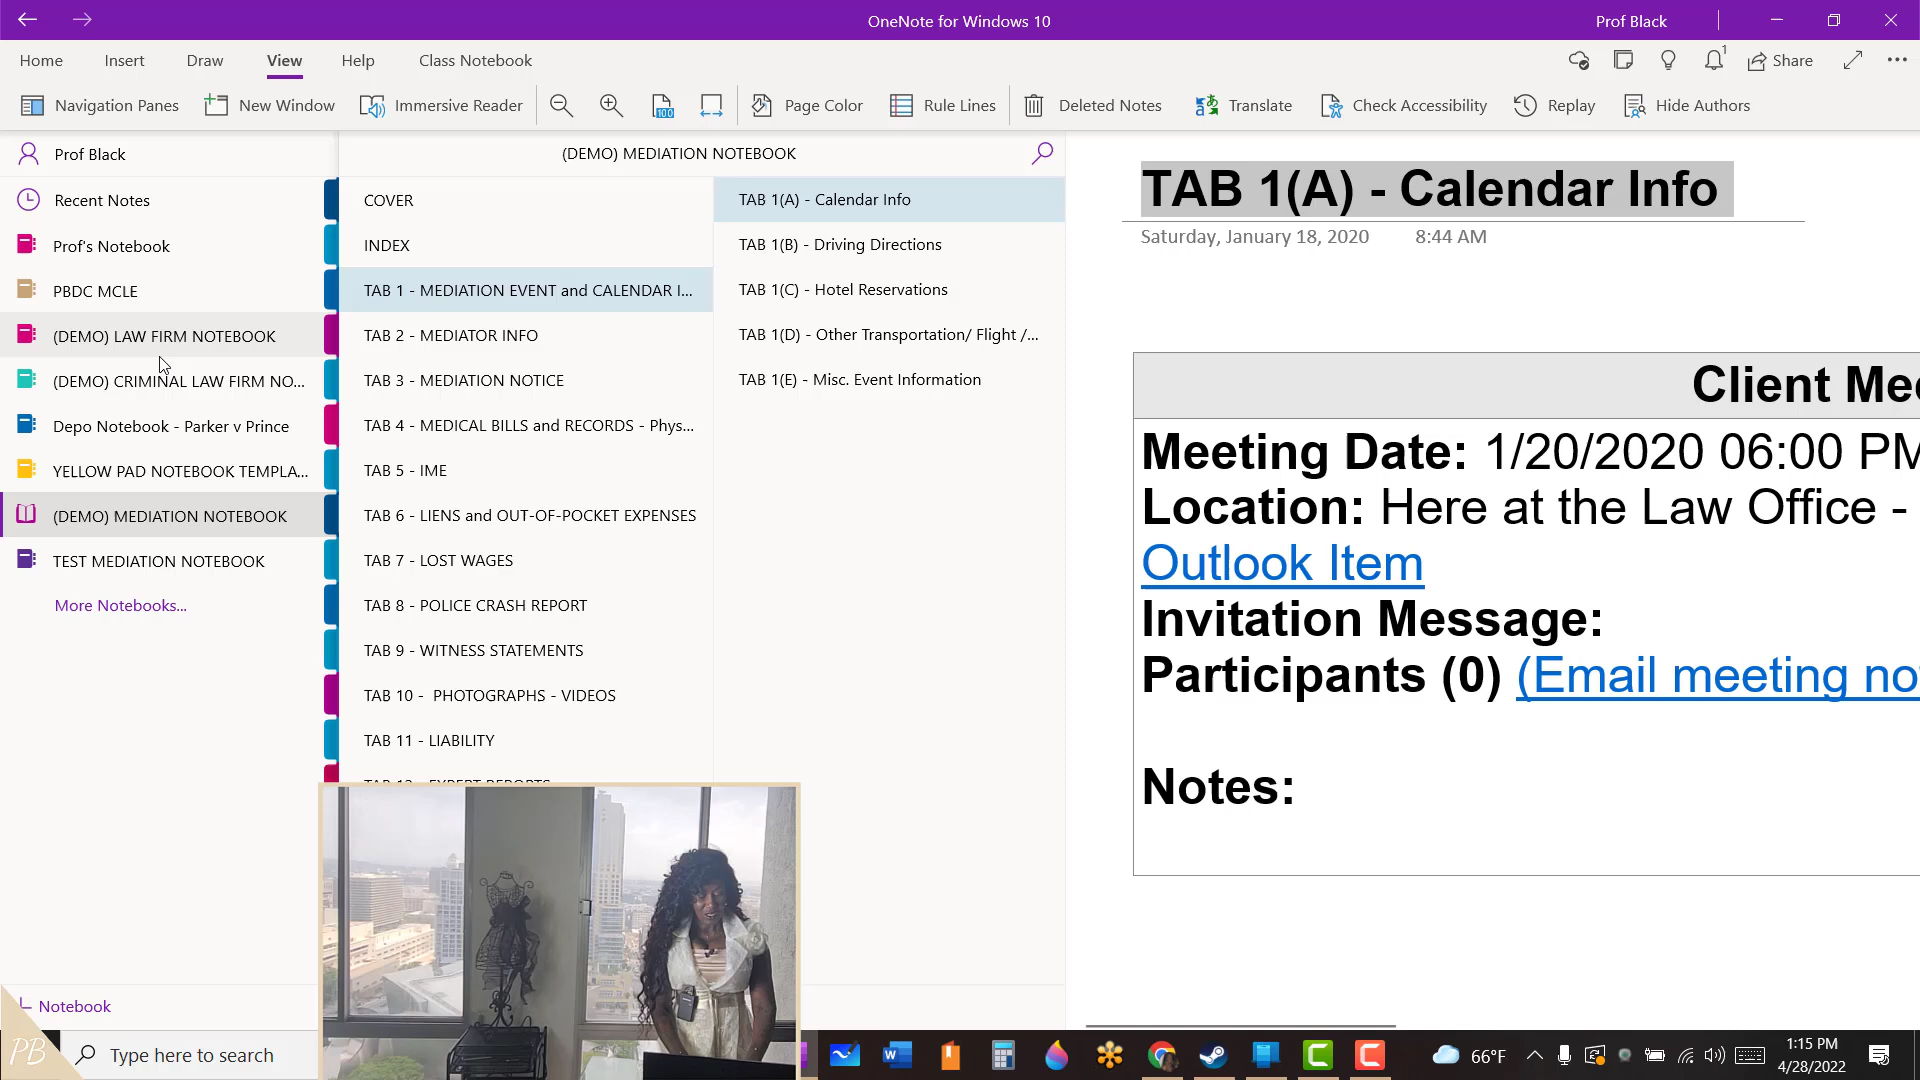 OneNote for Windows 10
Prof Black
Home Insert Draw View Help Class Notebook
1
Share
Navigation Panes New Window Immersive Reader
100
Page Color Rule Lines Deleted Notes Translate Check Accessibility Replay Hide Authors
Prof Black
Recent Notes
Prof's Notebook
PBDC MCLE
(DEMO) LAW FIRM NOTEBOOK
(DEMO) CRIMINAL LAW FIRM NO...
Depo Notebook - Parker v Prince
YELLOW PAD NOTEBOOK TEMPLA...
(DEMO) MEDIATION NOTEBOOK
TEST MEDIATION NOTEBOOK
More Notebooks...
Notebook
(DEMO) MEDIATION NOTEBOOK
COVER
INDEX
TAB 1 - MEDIATION EVENT and CALENDAR I...
TAB 2 - MEDIATOR INFO
TAB 3 - MEDIATION NOTICE
TAB 4 - MEDICAL BILLS and RECORDS - Phys...
TAB 5 - IME
TAB 6 - LIENS and OUT-OF-POCKET EXPENSES
TAB 7 - LOST WAGES
TAB 8 - POLICE CRASH REPORT
TAB 9 - WITNESS STATEMENTS
TAB 10 -  PHOTOGRAPHS - VIDEOS
TAB 11 - LIABILITY
TAB 12 - EXPERT REPORTS
TAB 1(A) - Calendar Info
TAB 1(B) - Driving Directions
TAB 1(C) - Hotel Reservations
TAB 1(D) - Other Transportation/ Flight /...
TAB 1(E) - Misc. Event Information
TAB 1(A) - Calendar Info
Saturday, January 18, 2020 8:44 AM
Client Mee
Meeting Date: 1/20/2020 06:00 PM
Location: Here at the Law Office -
Outlook Item
Invitation Message:
Participants (0) (Email meeting no
Notes:
PB
Type here to search
66°F
1:15 PM
4/28/2022